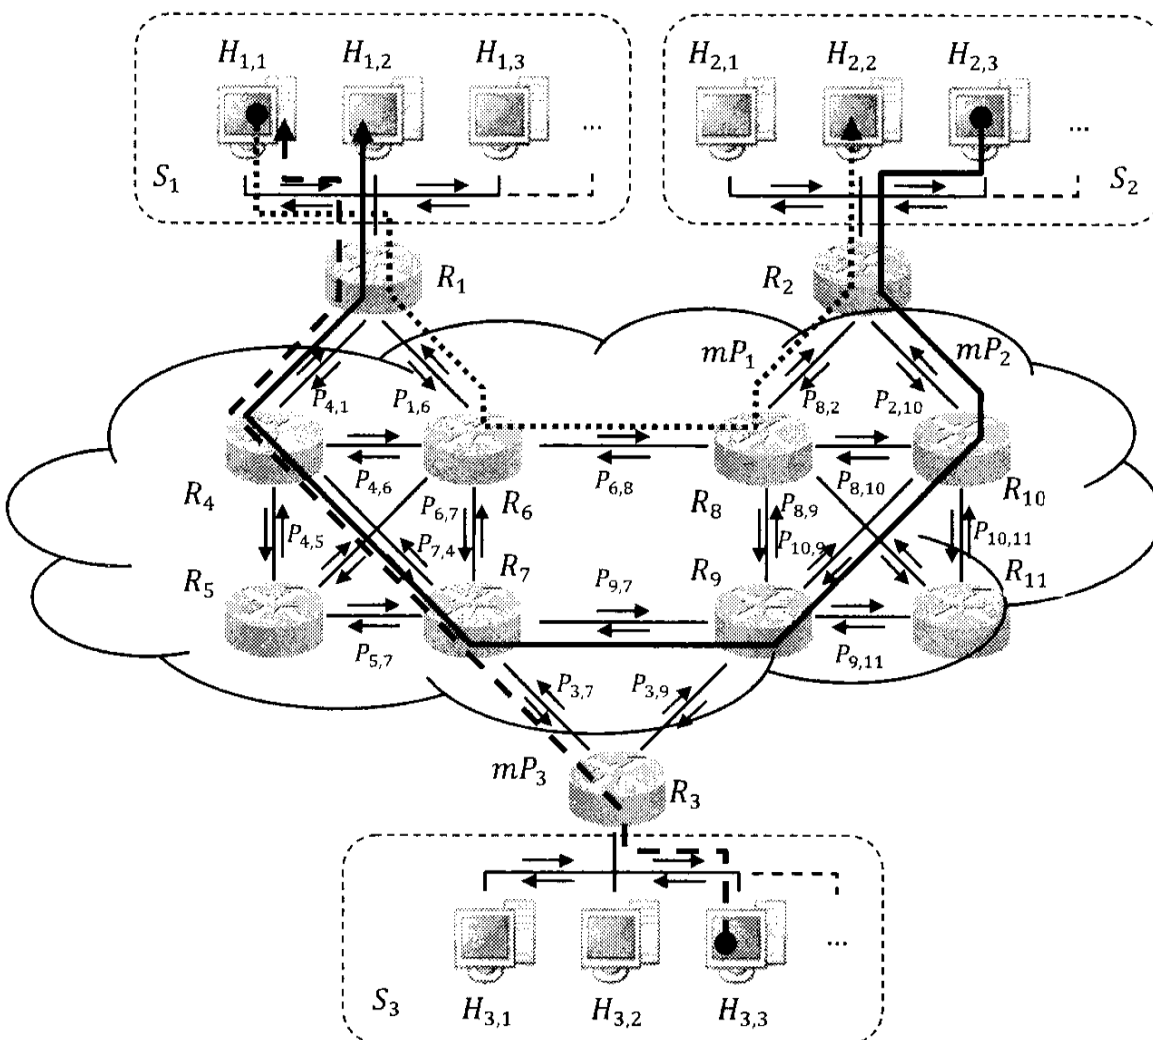 H1,1 H1,2 H1,3 H2,1 H2,2 H2,3
... ...
S1 S2
R1 R2
mP1 mP2
P4,1 P1,6 P8,2 P2,10
R4 P4,6 R6 P6,8 R8 P8,10 R10
P4,5 P6,7 P7,4 P8,9 P10,9 P10,11
R5 R7 P9,7 R9 R11
P5,7 P9,11
P3,7 P3,9
mP3 R3
...
S3 H3,1 H3,2 H3,3